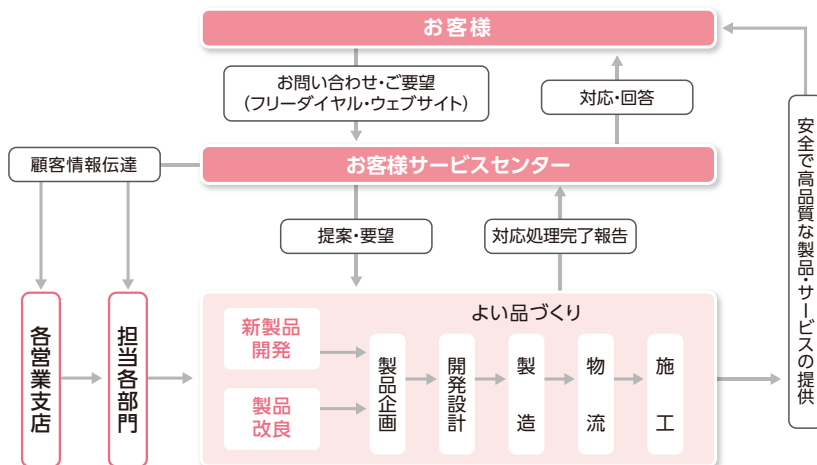 お客様
お問い合わせ・ご要望
（フリーダイヤル・ウェブサイト）
対応・回答
顧客情報伝達
お客様サービスセンター
提案・要望
対応処理完了報告
安全で高品質な製品・サービスの提供
各営業支店
担当各部門
よい品づくり
新製品
開発
製品
改良
製品企画
開発設計
製造
物流
施工